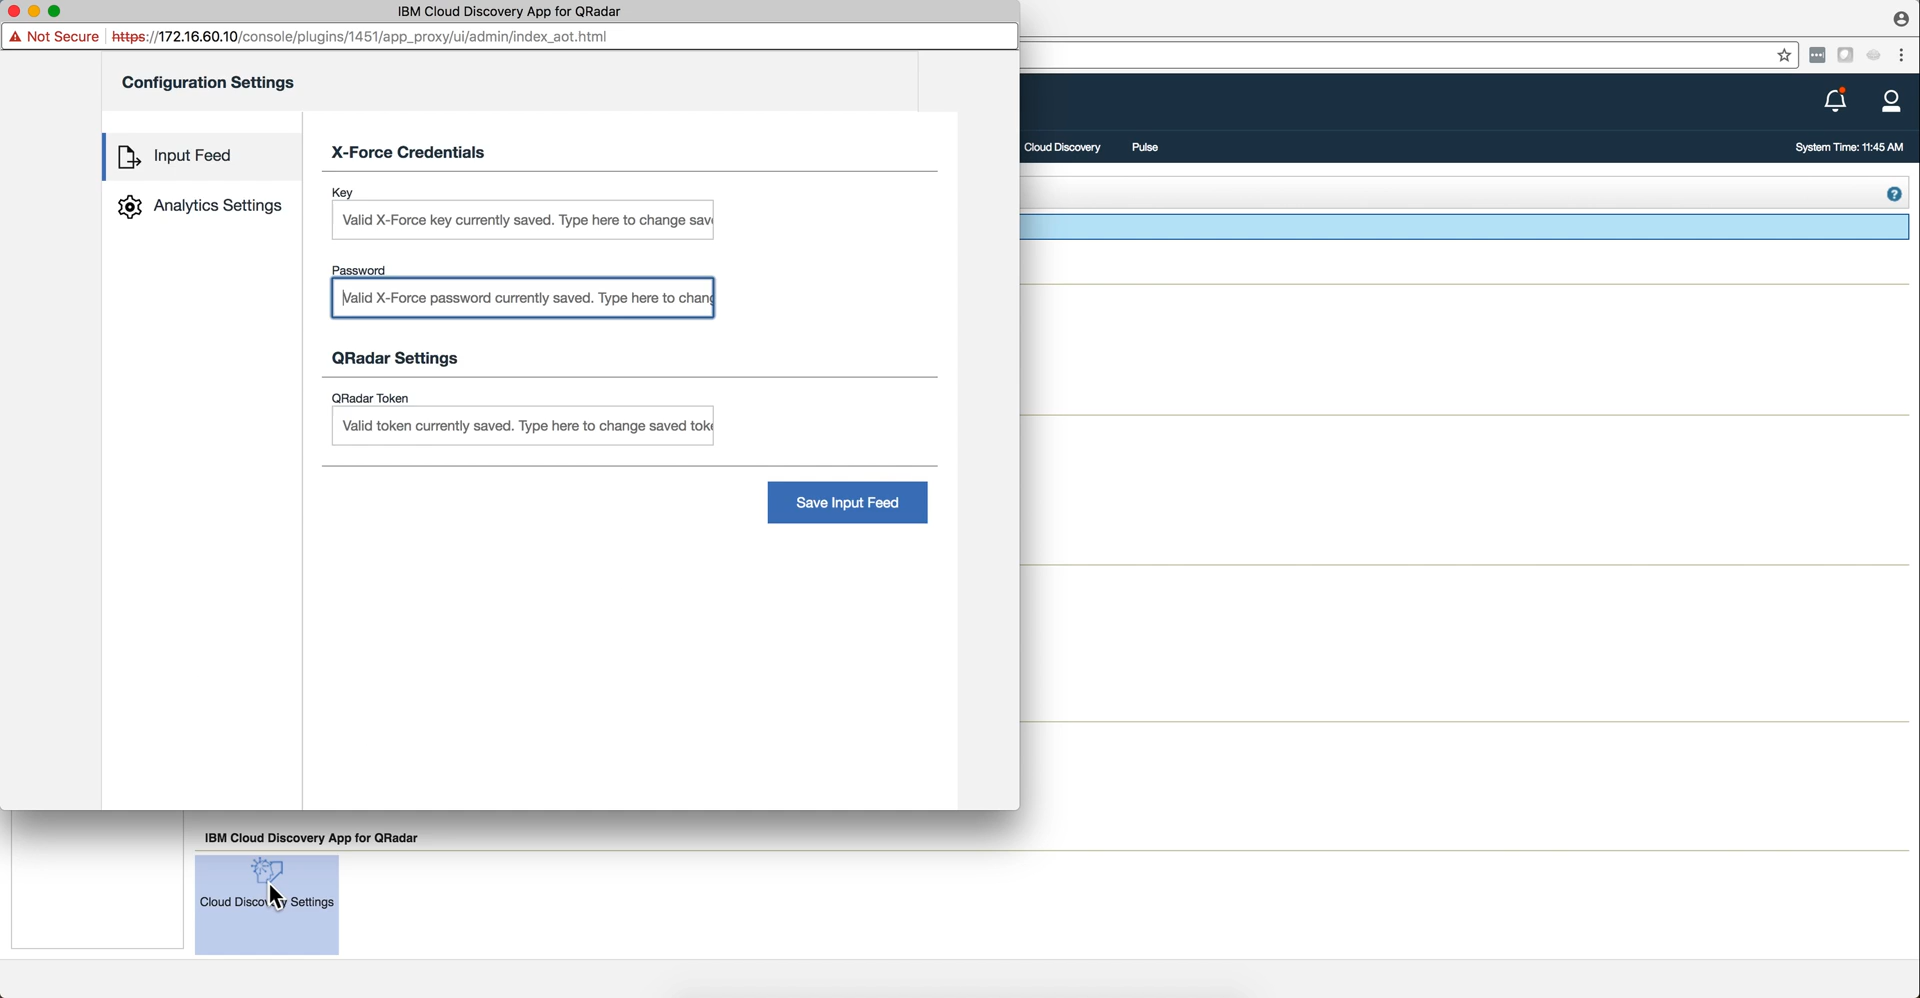 IBM Cloud Discovery App for QRadar
Not Secure https://172.16.60.10/console/plugins/1451/app_proxy/ui/admin/index_aot.html
Configuration Settings
Input Feed
Analytics Settings
X-Force Credentials
Key
Valid X-Force key currently saved. Type here to change
Password
Valid X-Force password currently saved. Type here to
QRadar Settings
QRadar Token
Valid token currently saved. Type here to change saved
Save Input Feed
Cloud Discovery
Pulse
System Time: 11:45 AM
?
IBM Cloud Discovery App for QRadar
Cloud Discovery Settings